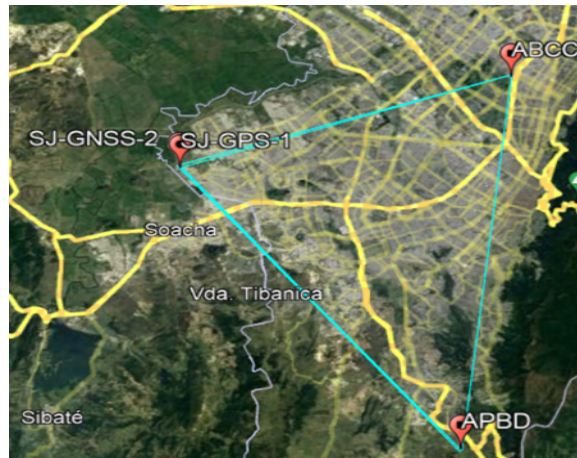 ABCC
SJ-GNSS-2 SJ-GPS-1
Soacha
Vda. Tibanica
Sibaté
APBD